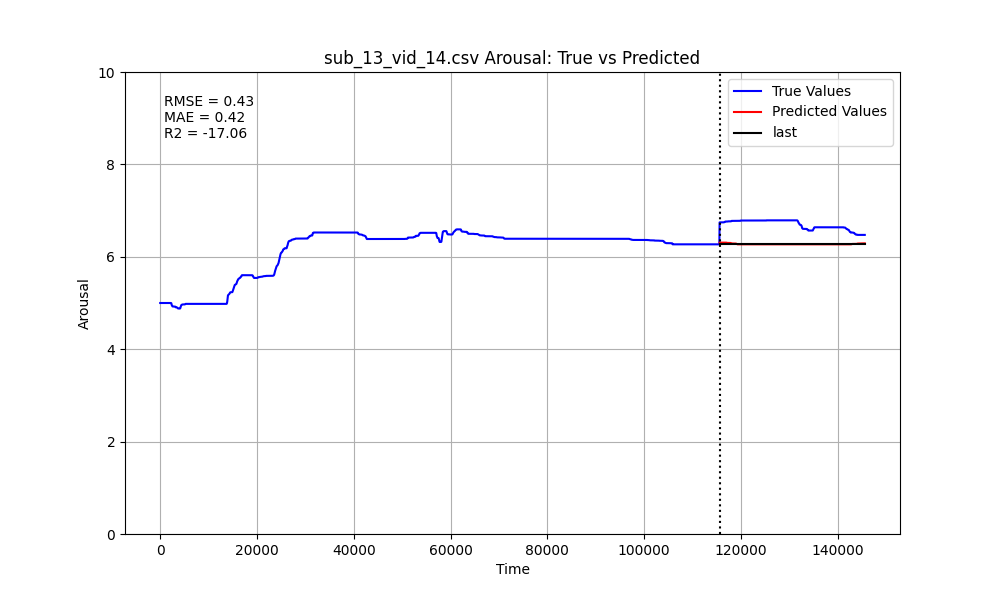 sub_13_vid_14.csv Arousal: True vs Predicted
RMSE = 0.43
MAE = 0.42
R2 = -17.06
True Values
Predicted Values
last
10
8
6
4
2
0
Arousal
0 20000 40000 60000 80000 100000 120000 140000
Time